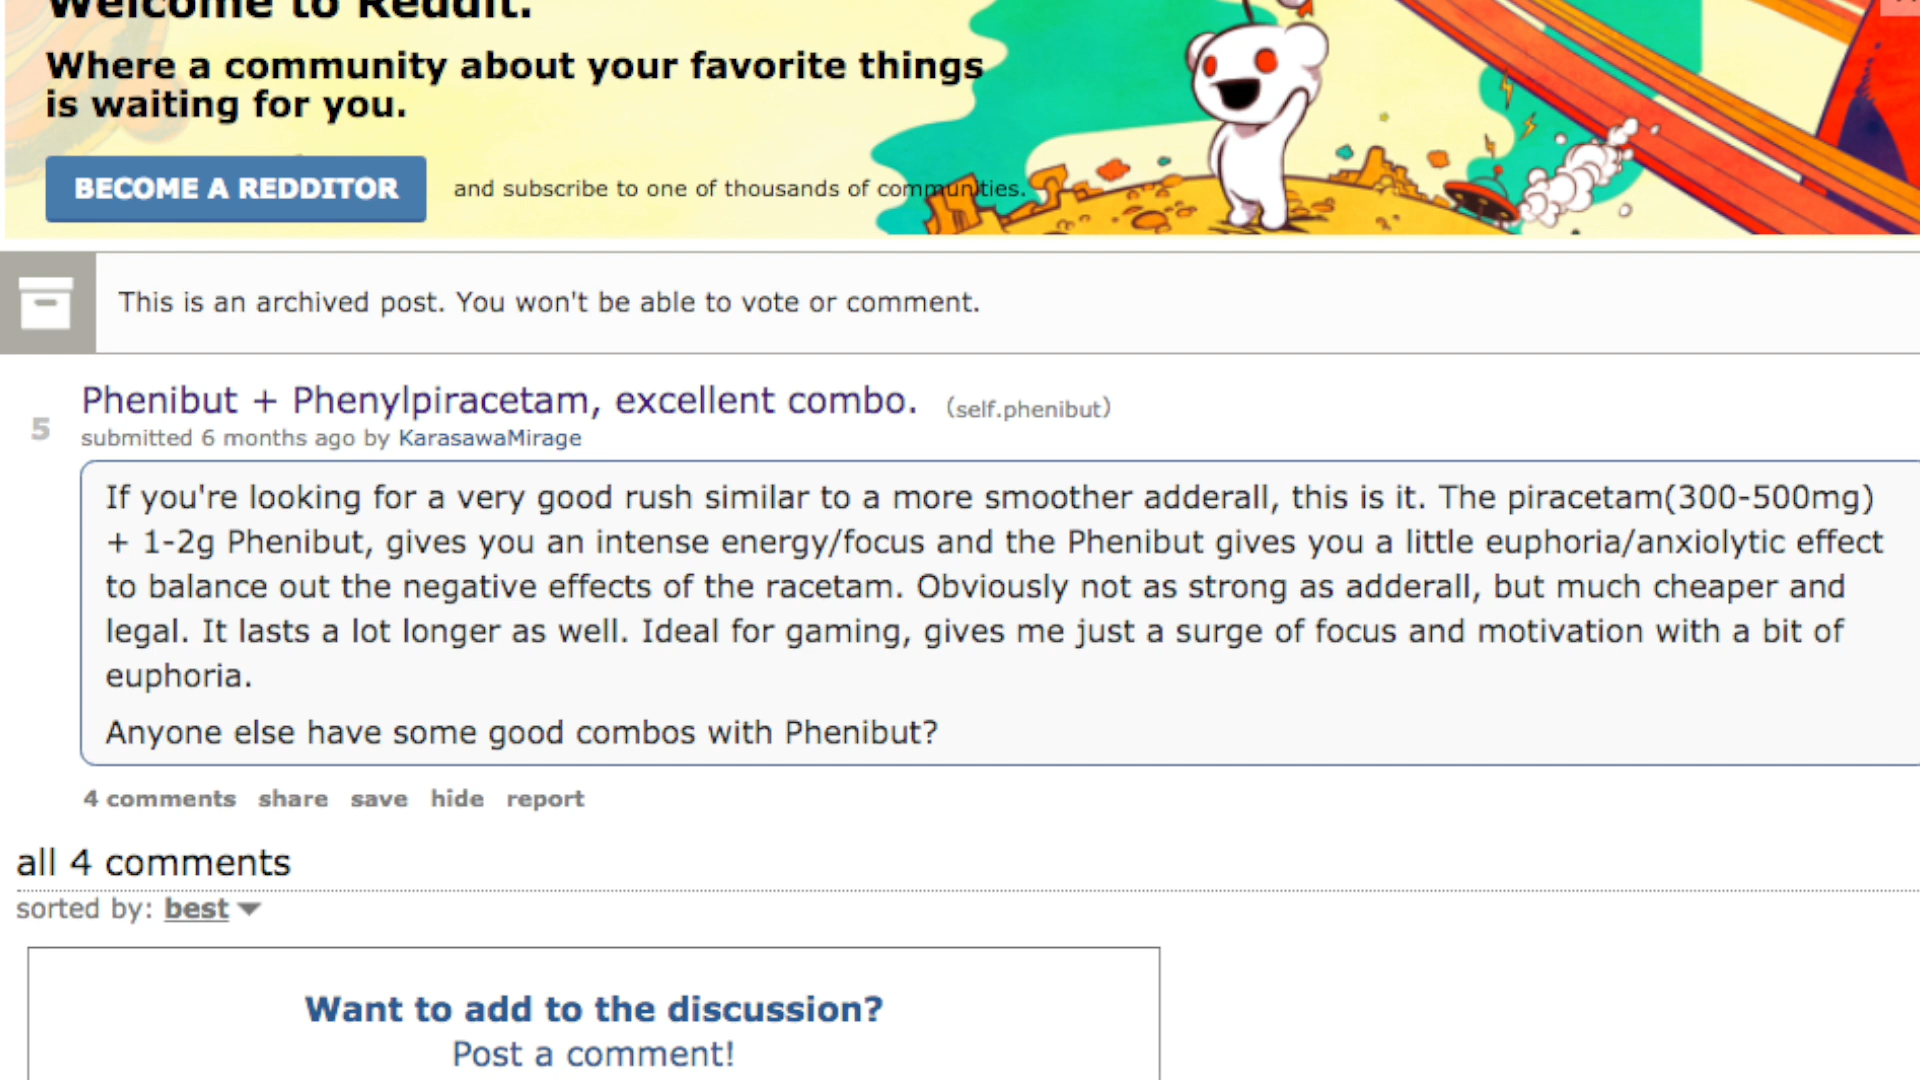 Welcome to Reddit.
Where a community about your favorite things
is waiting for you.
BECOME A REDDITOR and subscribe to one of thousands of communities.
This is an archived post. You won't be able to vote or comment.
Phenibut + Phenylpiracetam, excellent combo. (self.phenibut)
5
submitted 6 months ago by KarasawaMirage
If you're looking for a very good rush similar to a more smoother adderall, this is it. The piracetam(300-500mg)
+ 1-2g Phenibut, gives you an intense energy/focus and the Phenibut gives you a little euphoria/anxiolytic effect
to balance out the negative effects of the racetam. Obviously not as strong as adderall, but much cheaper and
legal. It lasts a lot longer as well. Ideal for gaming, gives me just a surge of focus and motivation with a bit of
euphoria.
Anyone else have some good combos with Phenibut?
4 comments share save hide report
all 4 comments
sorted by: best
Want to add to the discussion?
Post a comment!